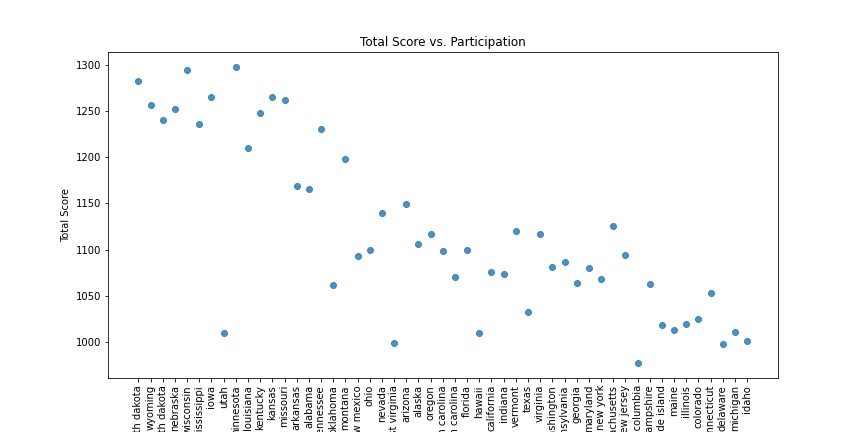 Total Score vs. Participation
Total Score
1300
1250
1200
1150
1100
1050
1000
th dakota
wyoming
th dakota
nebraska
wisconsin
ississippi
iowa
utah
innesota
louisiana
kentucky
kansas
missouri
arkansas
alabama
nnessee
oklahoma
montana
w mexico
ohio
nevada
t virginia
arizona
alaska
oregon
h carolina
h carolina
florida
hawaii
california
indiana
vermont
texas
virginia
shington
sylvania
georgia
maryland
new york
chusetts
ew jersey
columbia
ampshire
de island
maine
illinois
colorado
nnecticut
delaware
michigan
idaho